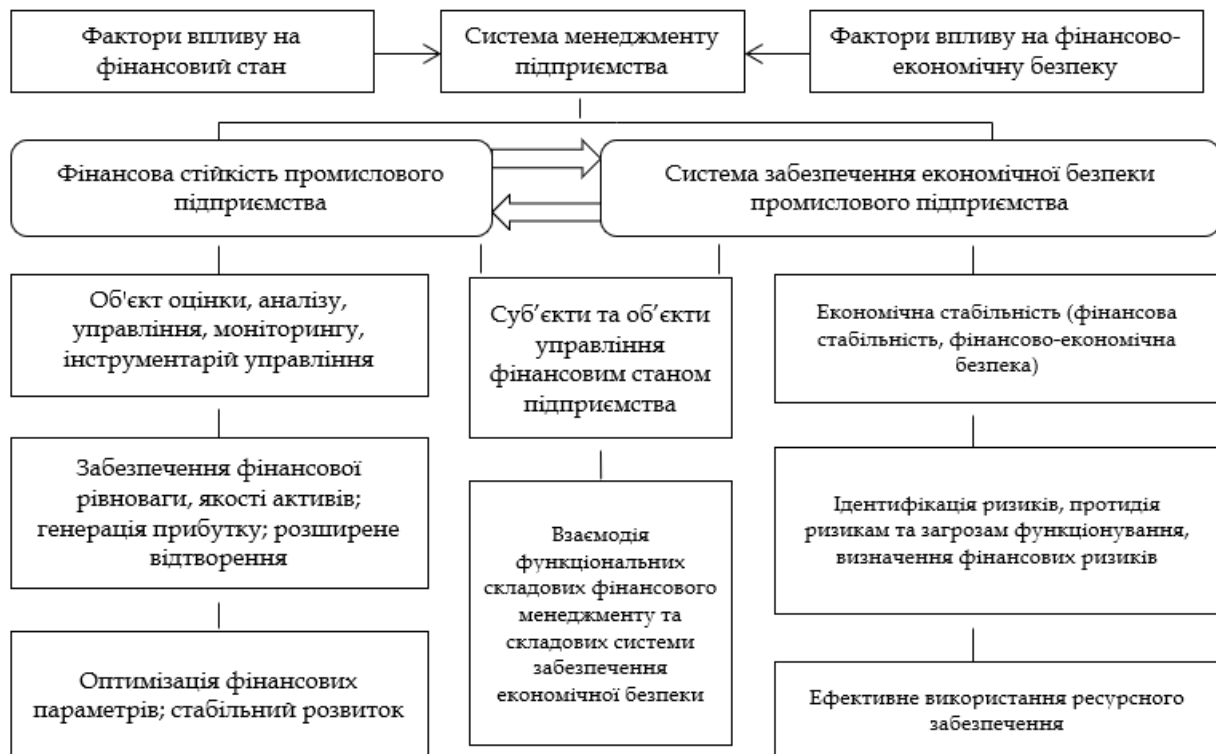 Фактори впливу на
фінансовий стан
Система менеджменту
підприємства
Фактори впливу на фінансово-
економічну безпеку
Фінансова стійкість промислового
підприємства
Система забезпечення економічної безпеки
промислового підприємства
Об'єкт оцінки, аналізу,
управління, моніторингу,
інструментарій управління
Суб’єкти та об’єкти
управління
фінансовим станом
підприємства
Економічна стабільність (фінансова
стабільність, фінансово-економічна
безпека)
Забезпечення фінансової
рівноваги, якості активів;
генерація прибутку; розширене
відтворення
Взаємодія
функціональних
складових фінансового
менеджменту та
складових системи
забезпечення
економічної безпеки
Ідентифікація ризиків, протидія
ризикам та загрозам функціонування,
визначення фінансових ризиків
Оптимізація фінансових
параметрів; стабільний розвиток
Ефективне використання ресурсного
забезпечення